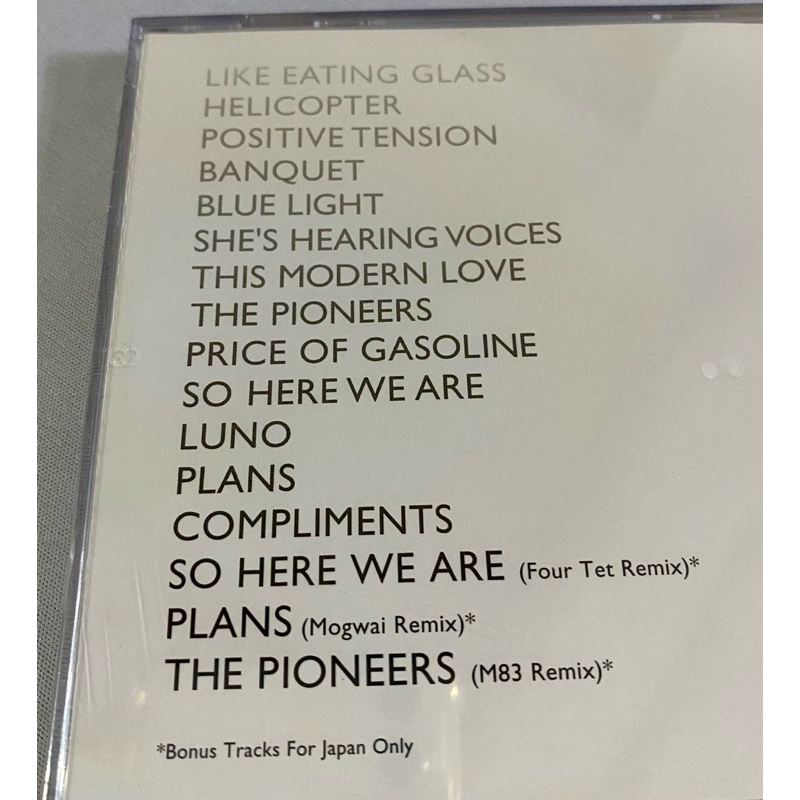 LIKE EATING GLASS
HELICOPTER
POSITIVE TENSION
BANQUET
BLUE LIGHT
SHE'S HEARING VOICES
THIS MODERN LOVE
THE PIONEERS
PRICE OF GASOLINE
SO HERE WE ARE
LUNO
PLANS
COMPLIMENTS
SO HERE WE ARE (Four Tet Remix)*
PLANS (Mogwai Remix)*
THE PIONEERS (M83 Remix)*
*Bonus Tracks For Japan Only